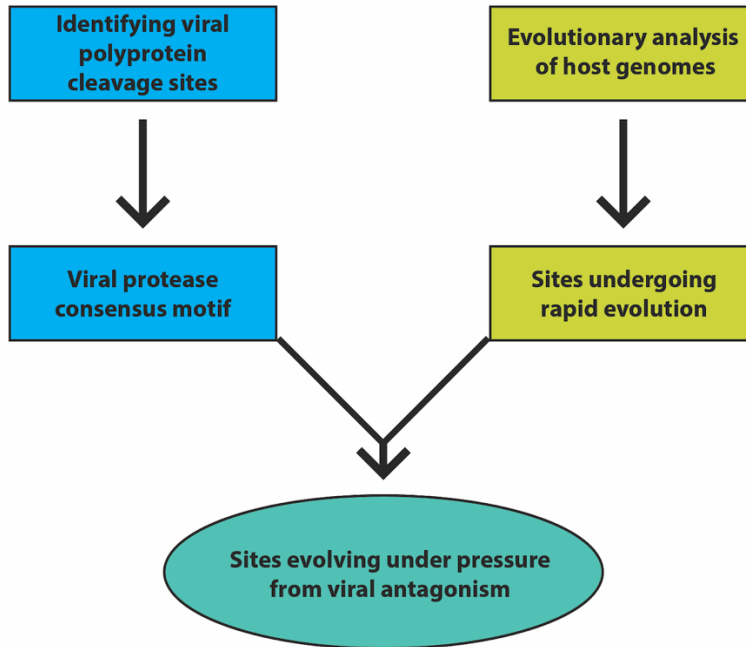 Identifying viral
polyprotein
cleavage sites
Evolutionary analysis
of host genomes
Viral protease
consensus motif
Sites undergoing
rapid evolution
Sites evolving under pressure
from viral antagonism